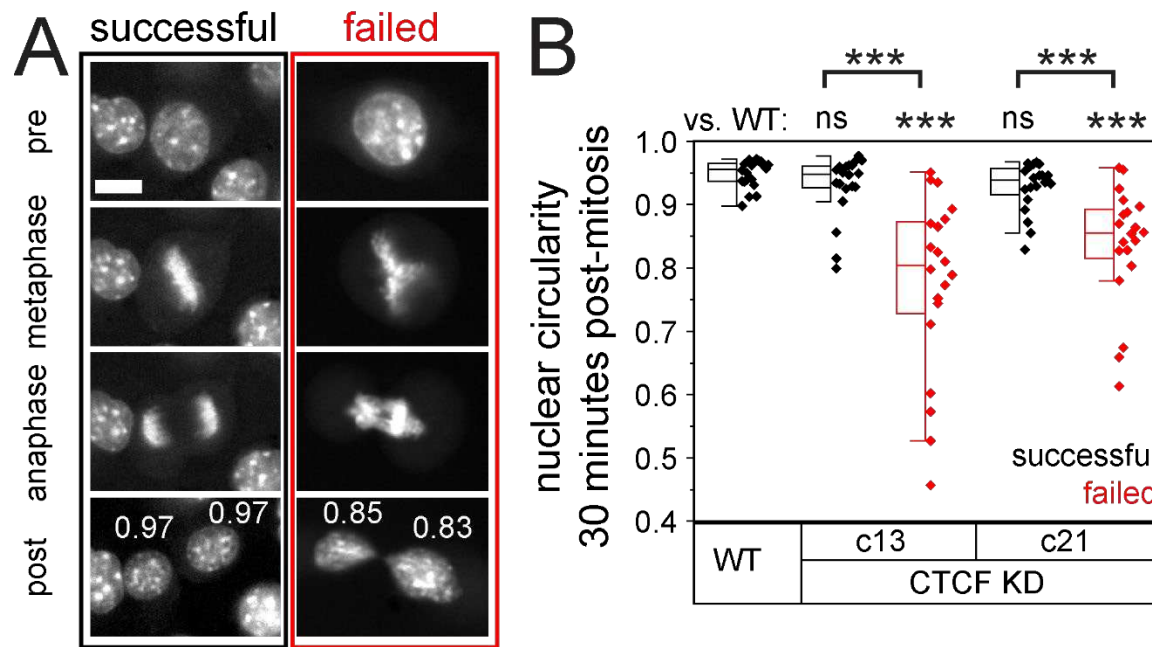 A
successful
failed
pre
metaphase
anaphase
post
0.97
0.97
0.85
0.83
B
***
***
vs. WT:
ns
***
ns
***
nuclear circularity
30 minutes post-mitosis
1.0
0.9
0.8
0.7
0.6
0.5
0.4
successful
failed
WT
c13
c21
CTCF KD